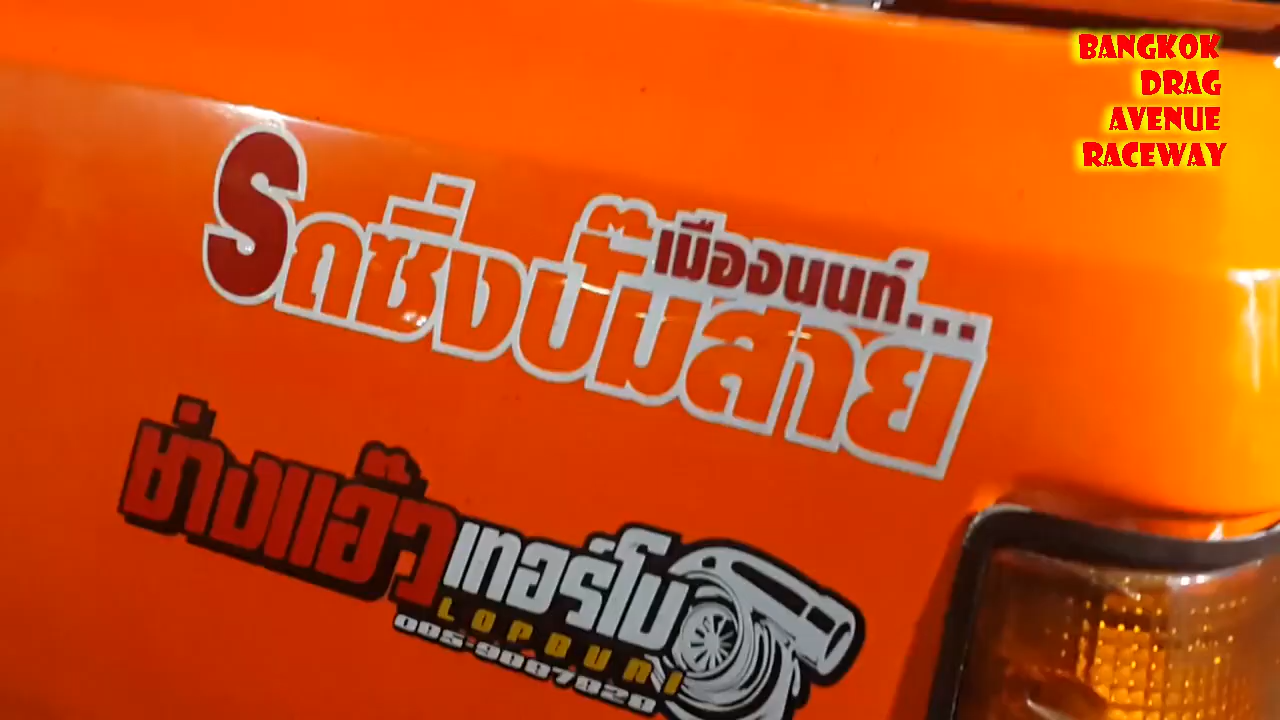 BANGKOK
DRAG
AVENUE
RACEWAY
เมืองนนท์...
Sถซิ่งปั๊มสาย
ช่างแอ๊ว เทอร์โบ
LOPBURI